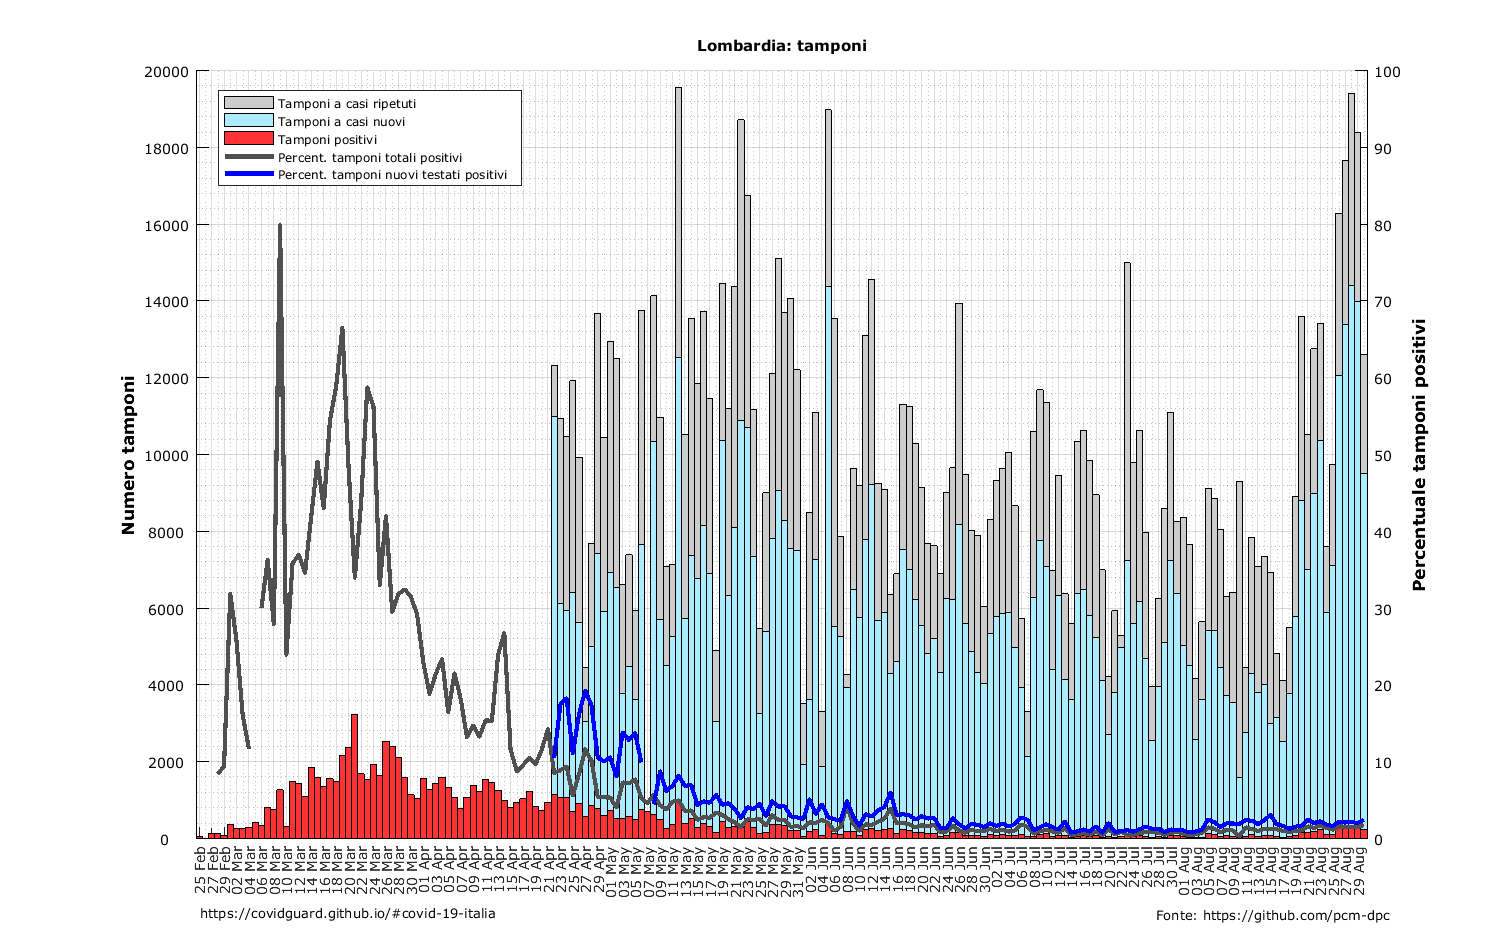 Lombardia: tamponi
20000
18000
16000
14000
12000
10000
8000
6000
4000
2000
0
Numero tamponi
Tamponi a casi ripetuti
Tamponi a casi nuovi
Tamponi positivi
Percent. tamponi totali positivi
Percent. tamponi nuovi testati positivi
100
90
80
70
60
50
40
30
20
10
0
Percentuale tamponi positivi
25 Feb
27 Feb
29 Feb
02 Mar
04 Mar
06 Mar
08 Mar
10 Mar
12 Mar
14 Mar
16 Mar
18 Mar
20 Mar
22 Mar
24 Mar
26 Mar
28 Mar
30 Mar
01 Apr
03 Apr
05 Apr
07 Apr
09 Apr
11 Apr
13 Apr
15 Apr
17 Apr
19 Apr
21 Apr
23 Apr
25 Apr
27 Apr
29 Apr
01 May
03 May
05 May
07 May
09 May
11 May
13 May
15 May
17 May
19 May
21 May
23 May
25 May
27 May
29 May
31 May
02 Jun
04 Jun
06 Jun
08 Jun
10 Jun
12 Jun
14 Jun
16 Jun
18 Jun
20 Jun
22 Jun
24 Jun
26 Jun
28 Jun
30 Jun
02 Jul
04 Jul
06 Jul
08 Jul
10 Jul
12 Jul
14 Jul
16 Jul
18 Jul
20 Jul
22 Jul
24 Jul
26 Jul
28 Jul
30 Jul
01 Aug
03 Aug
05 Aug
07 Aug
09 Aug
11 Aug
13 Aug
15 Aug
17 Aug
19 Aug
21 Aug
23 Aug
25 Aug
27 Aug
29 Aug
https://covidguard.github.io/#covid-19-italia
Fonte: https://github.com/pcm-dpc